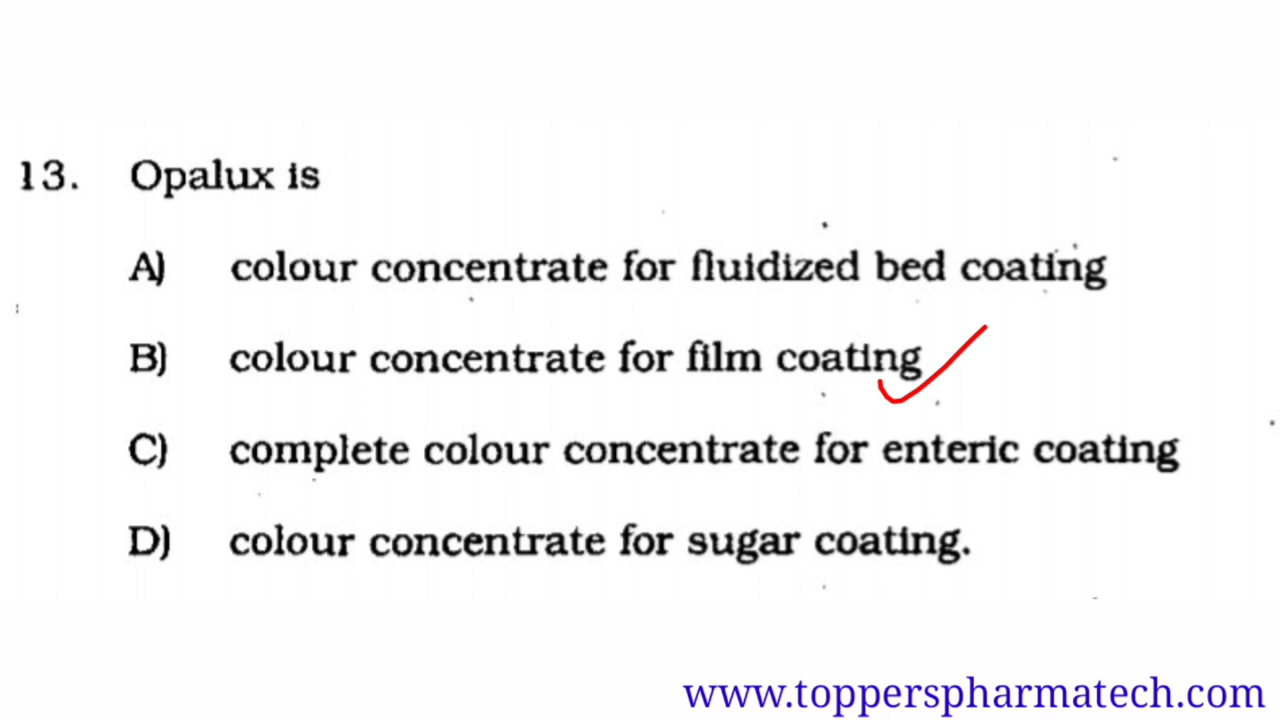 13. Opalux is
A) colour concentrate for fluidized bed coating
B) colour concentrate for film coating
C) complete colour concentrate for enteric coating
D) colour concentrate for sugar coating.
www.topperspharmatech.com